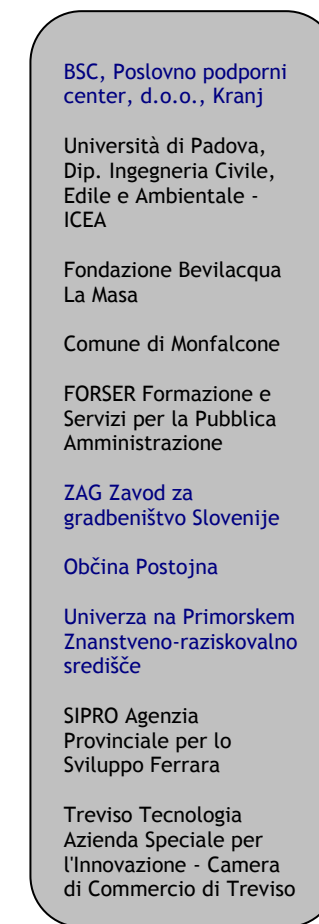 BSC, Poslovno podporni
center, d.o.o., Kranj
Università di Padova,
Dip. Ingegneria Civile,
Edile e Ambientale -
ICEA
Fondazione Bevilacqua
La Masa
Comune di Monfalcone
FORSER Formazione e
Servizi per la Pubblica
Amministrazione
ZAG Zavod za
gradbeništvo Slovenije
Občina Postojna
Univerza na Primorskem
Znanstveno-raziskovalno
središče
SIPRO Agenzia
Provinciale per lo
Sviluppo Ferrara
Treviso Tecnologia
Azienda Speciale per
l'Innovazione - Camera
di Commercio di Treviso